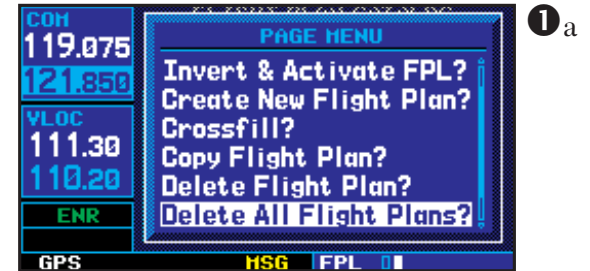 COM
119.075
121.850
VLOC
111.30
110.20
ENR
GPS
PAGE MENU
Invert & Activate FPL?
Create New Flight Plan?
Crossfill?
Copy Flight Plan?
Delete Flight Plan?
Delete All Flight Plans?
MSG
FPL
❶a